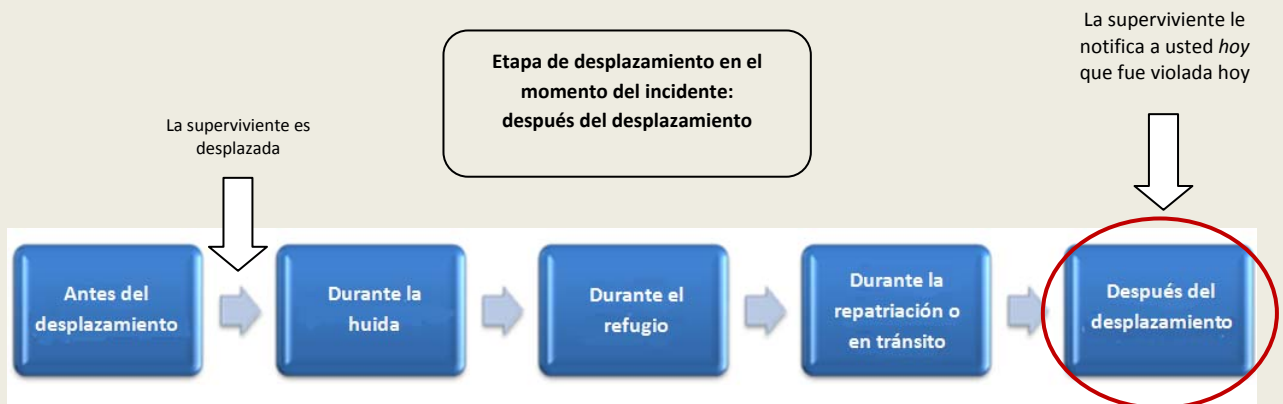 La superviviente le
notifica a usted hoy
que fue violada hoy
Etapa de desplazamiento en el
momento del incidente:
después del desplazamiento
La superviviente es
desplazada
Antes del
desplazamiento
Durante la
huida
Durante el
refugio
Durante la
repatriación o
en tránsito
Después del
desplazamiento